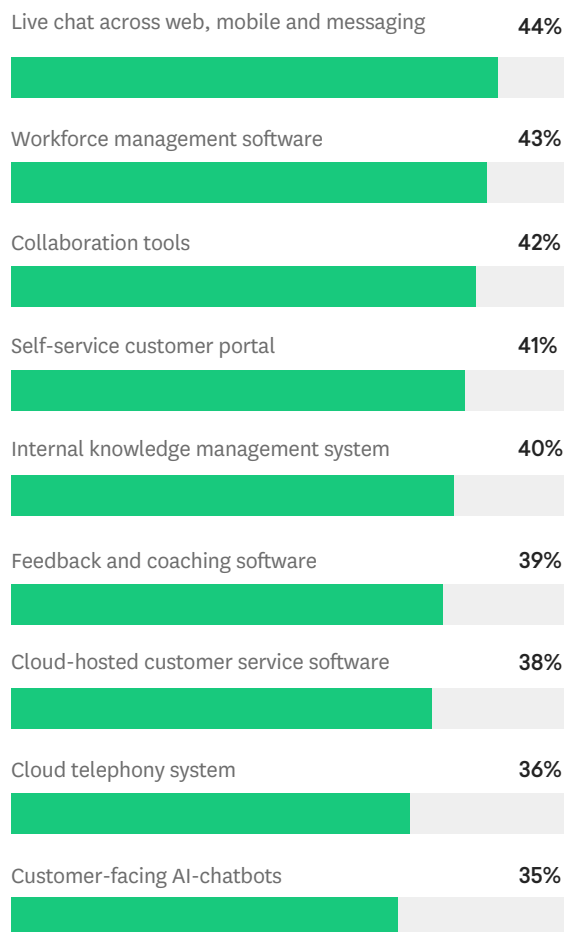 Live chat across web, mobile and messaging 44%
Workforce management software 43%
Collaboration tools 42%
Self-service customer portal 41%
Internal knowledge management system 40%
Feedback and coaching software 39%
Cloud-hosted customer service software 38%
Cloud telephony system 36%
Customer-facing AI-chatbots 35%